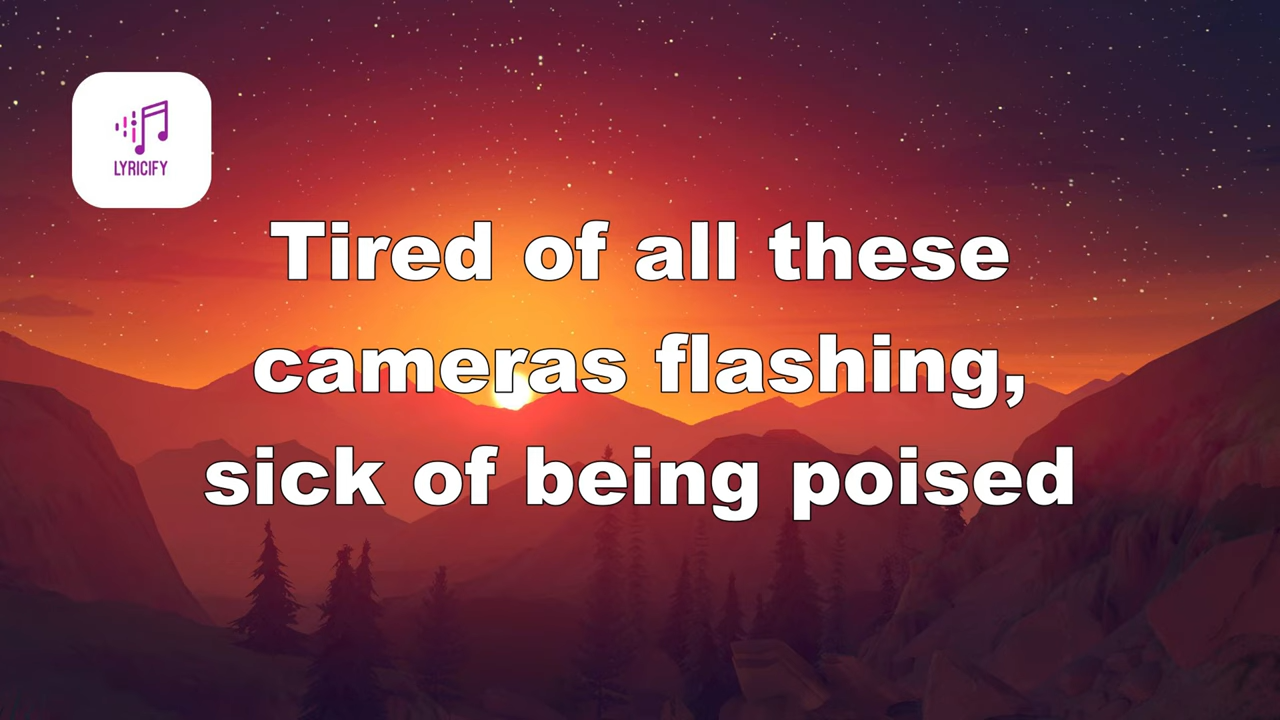 LYRICIFY
Tired of all these
cameras flashing,
sick of being poised